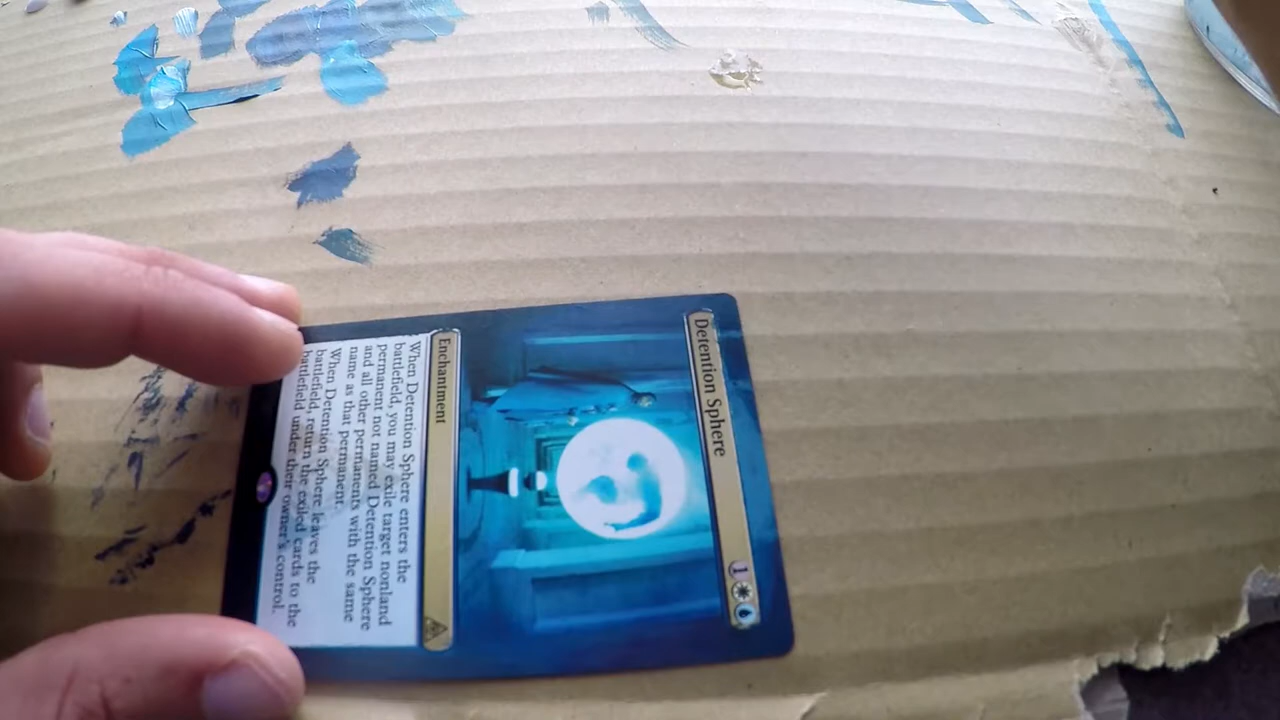 Detention Sphere 1
Enchantment
When Detention Sphere enters the
battlefield, you may exile target nonland
permanent not named Detention Sphere
and all other permanents with the same
name as that permanent.
When Detention Sphere leaves the
battlefield, return the exiled cards to the
battlefield under their owner's control.